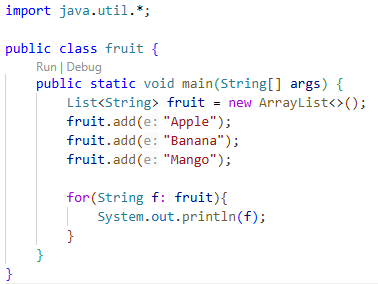 import java.util.*;
public class fruit {
Run | Debug
public static void main(String[] args) {
List<String> fruit = new ArrayList<>();
fruit.add(e: "Apple");
fruit.add(e: "Banana");
fruit.add(e: "Mango");
for(String f: fruit){
System.out.println(f);
}
}
}